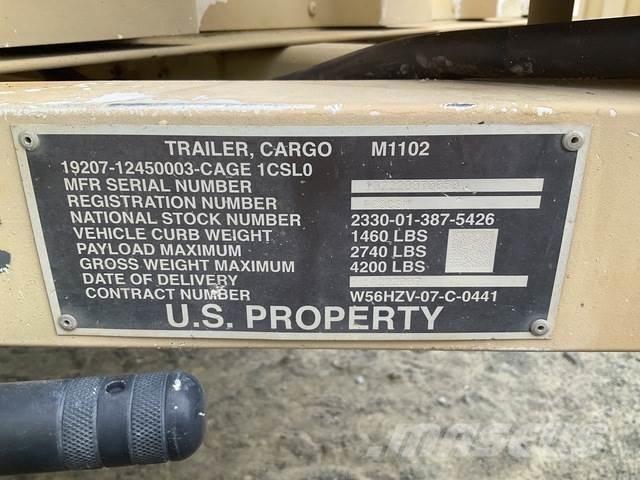 TRAILER, CARGO M1102
19207-12450003-CAGE 1CSL0
MFR SERIAL NUMBER
REGISTRATION NUMBER
NATIONAL STOCK NUMBER 2330-01-387-5426
VEHICLE CURB WEIGHT 1460 LBS
PAYLOAD MAXIMUM 2740 LBS
GROSS WEIGHT MAXIMUM 4200 LBS
DATE OF DELIVERY
CONTRACT NUMBER W56HZV-07-C-0441
U.S. PROPERTY
MASCUS